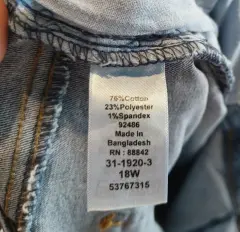 76%Cotton
23%Polyester
1%Spandex
92486
Made in
Bangladesh
RN : 88842
31-1920-3
18W
53767315